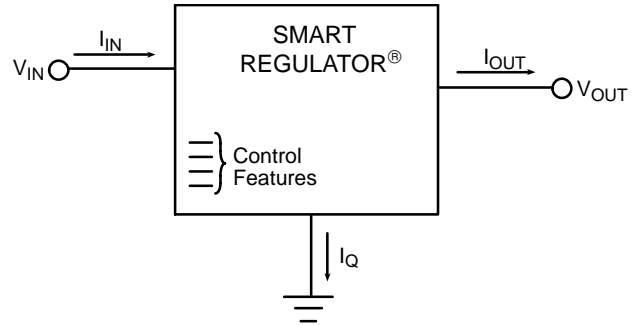 SMART
REGULATOR®
I_IN
V_IN
I_OUT
V_OUT
Control
Features
I_Q